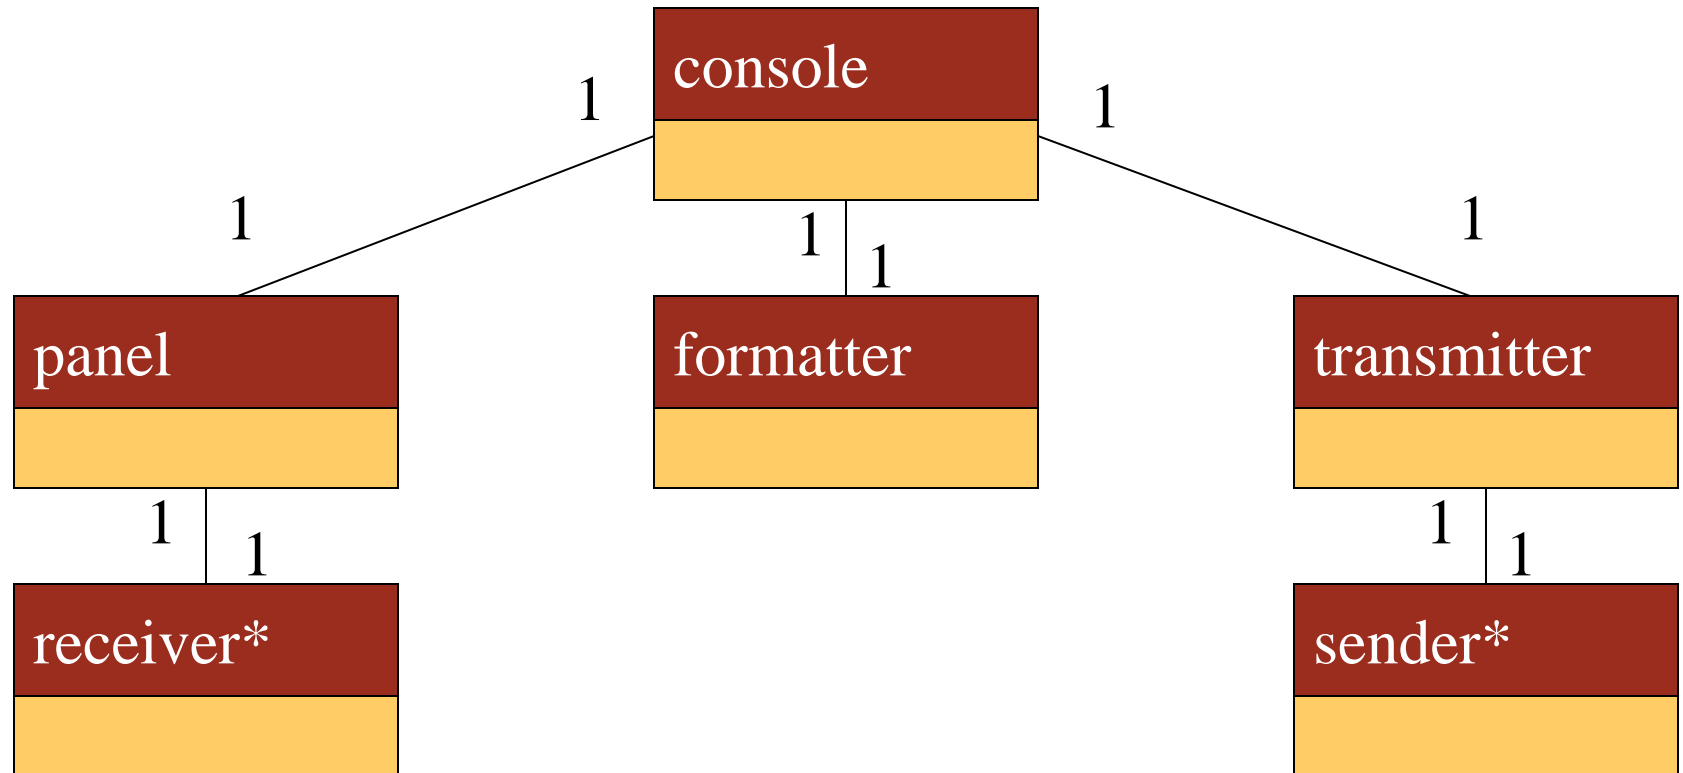 console
1
1
1
1
1
1
panel
formatter
transmitter
1
1
1
1
receiver*
sender*